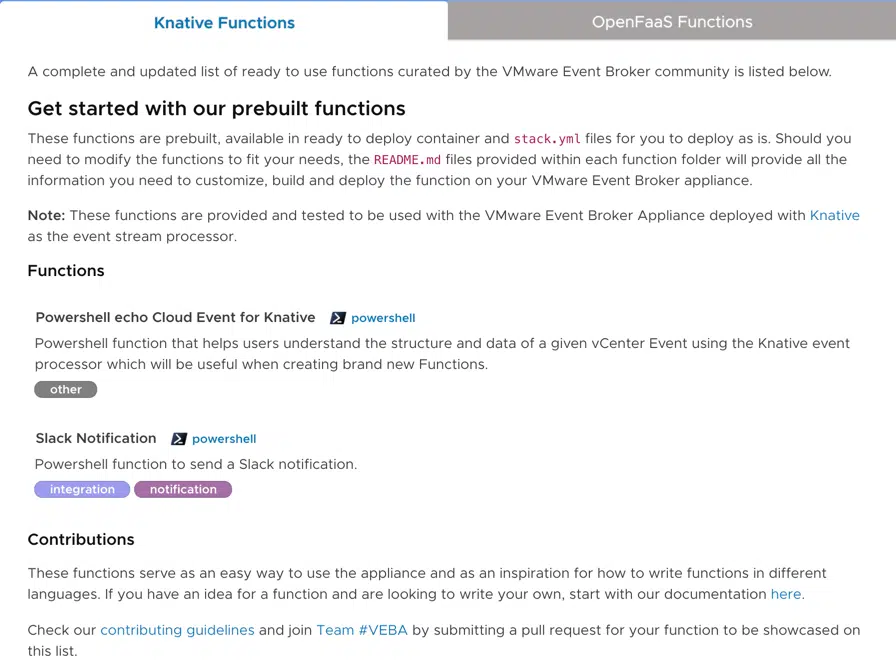 Knative Functions
OpenFaaS Functions
A complete and updated list of ready to use functions curated by the VMware Event Broker community is listed below.
Get started with our prebuilt functions
These functions are prebuilt, available in ready to deploy container and stack.yml files for you to deploy as is. Should you
need to modify the functions to fit your needs, the README.md files provided within each function folder will provide all the
information you need to customize, build and deploy the function on your VMware Event Broker appliance.
Note: These functions are provided and tested to be used with the VMware Event Broker Appliance deployed with Knative
as the event stream processor.
Functions
Powershell echo Cloud Event for Knative powershell
Powershell function that helps users understand the structure and data of a given vCenter Event using the Knative event
processor which will be useful when creating brand new Functions.
other
Slack Notification powershell
Powershell function to send a Slack notification.
integration notification
Contributions
These functions serve as an easy way to use the appliance and as an inspiration for how to write functions in different
languages. If you have an idea for a function and are looking to write your own, start with our documentation here.
Check our contributing guidelines and join Team #VEBA by submitting a pull request for your function to be showcased on
this list.